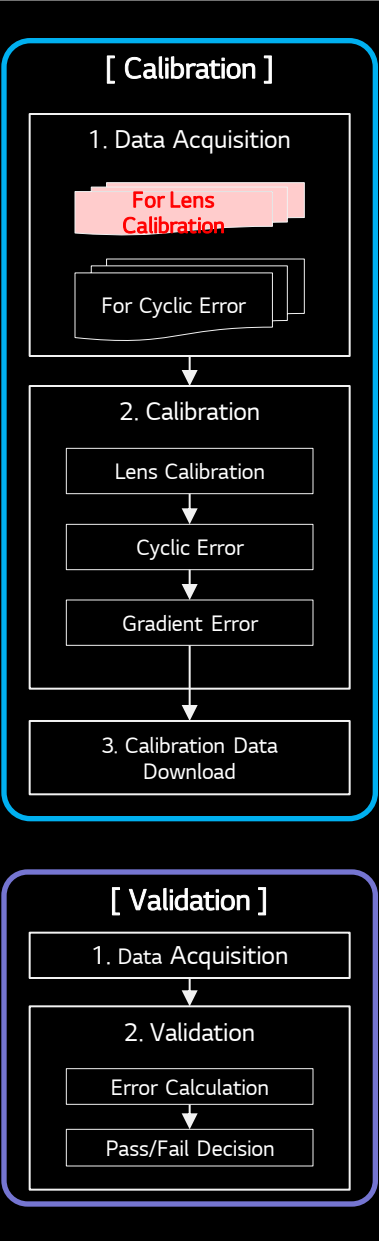 [ Calibration ]
1. Data Acquisition
For Lens
Calibration
For Cyclic Error
2. Calibration
Lens Calibration
Cyclic Error
Gradient Error
3. Calibration Data
Download
[ Validation ]
1. Data Acquisition
2. Validation
Error Calculation
Pass/Fail Decision